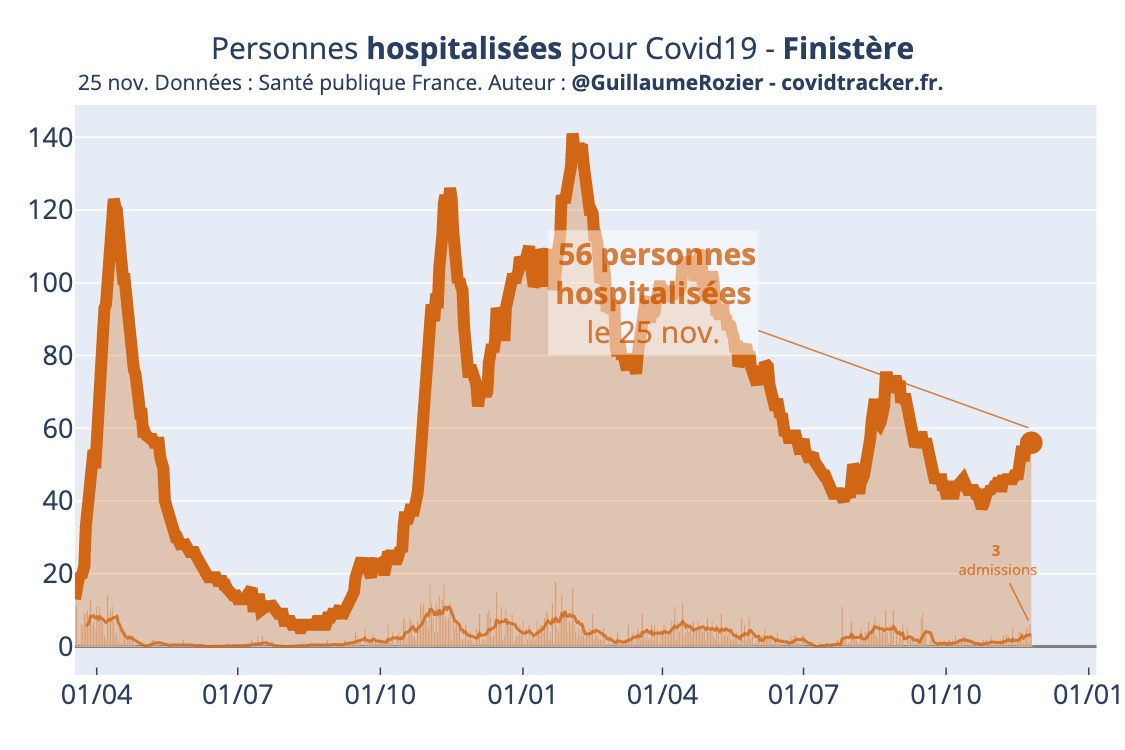 Personnes hospitalisées pour Covid19 - Finistère
25 nov. Données : Santé publique France. Auteur : @GuillaumeRozier - covidtracker.fr.
140
120
100
80
60
40
20
0
56 personnes
hospitalisées
le 25 nov.
3
admissions
01/04
01/07
01/10
01/01
01/04
01/07
01/10
01/01